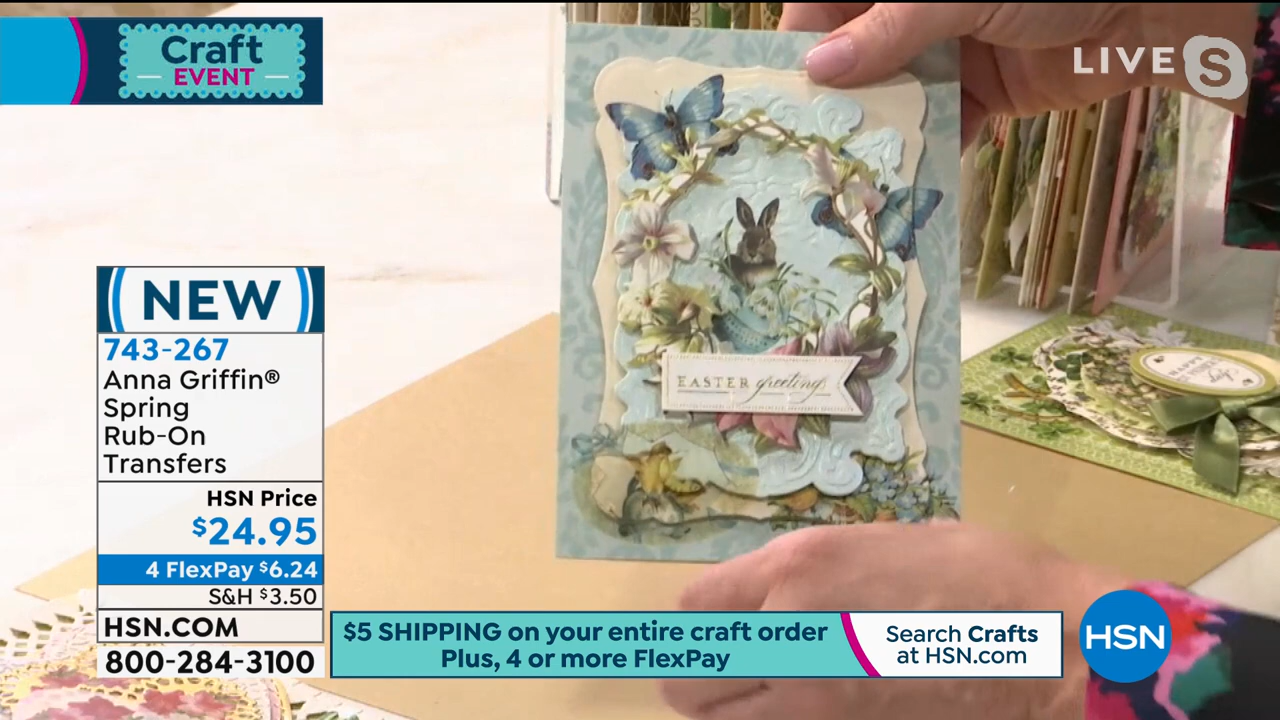 Craft
EVENT
LIVE S
NEW
743-267
Anna Griffin®
Spring
Rub-On
Transfers
HSN Price
$24.95
4 FlexPay $6.24
S&H $3.50
HSN.COM
800-284-3100
EASTER greetings
HAPPY
$5 SHIPPING on your entire craft order
Plus, 4 or more FlexPay
Search Crafts
at HSN.com
HSN